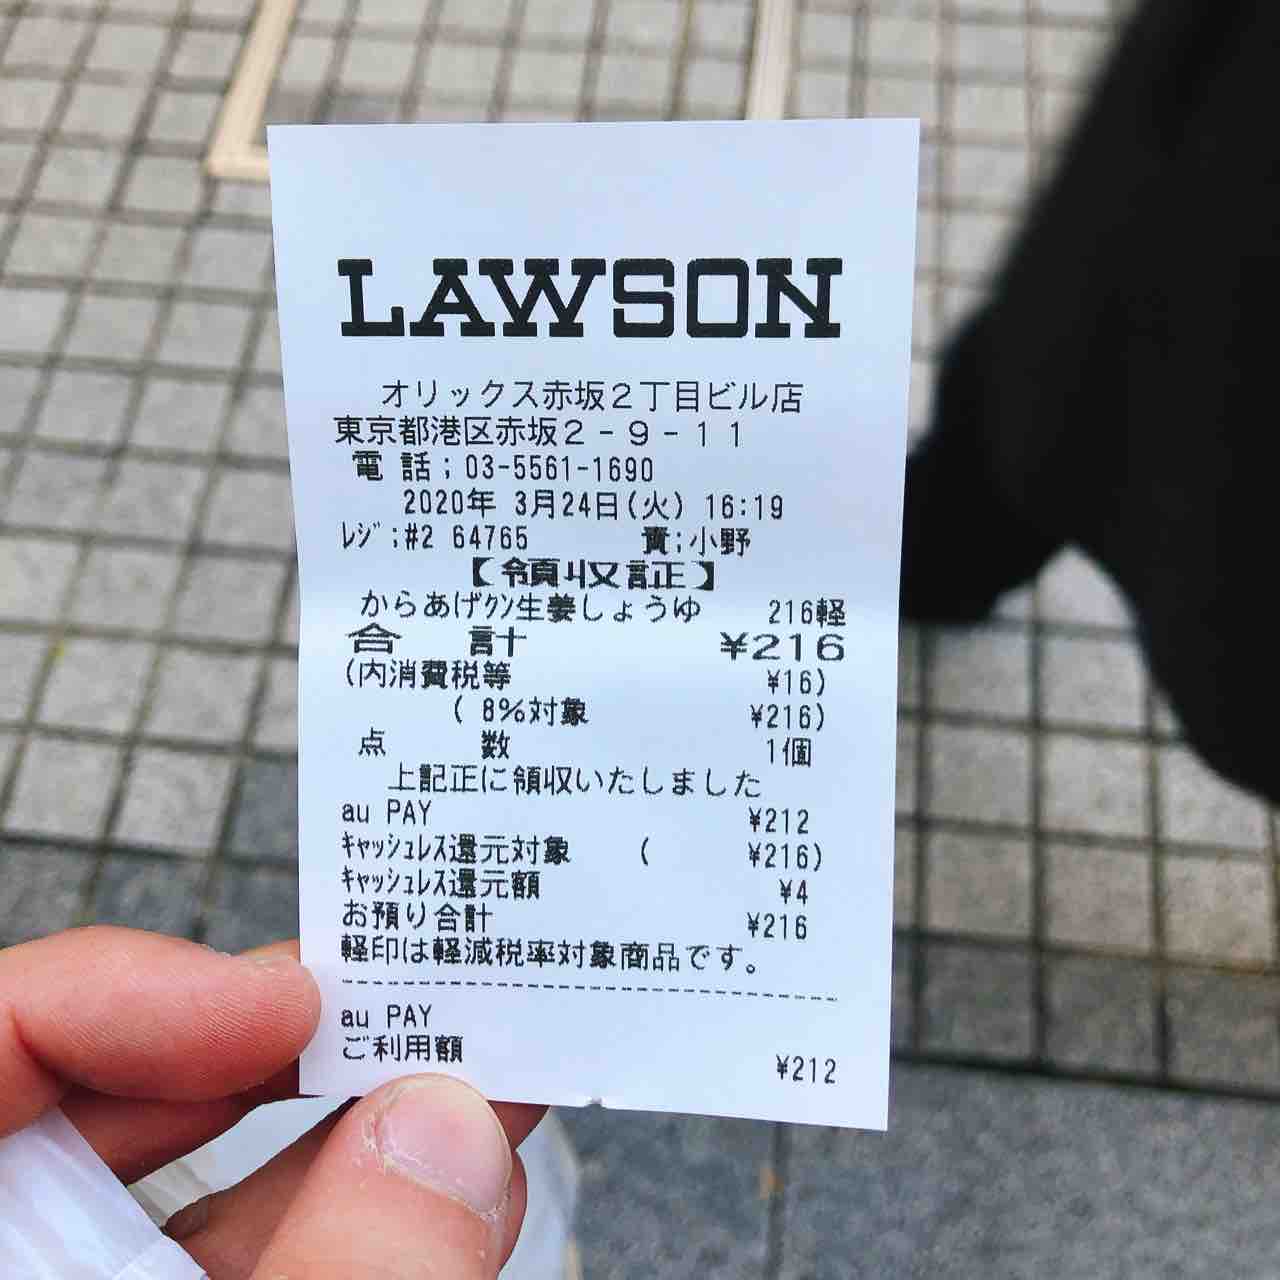 LAWSON
オリックス赤坂2丁目ビル店
東京都港区赤坂2-9-11
電 話;03-5561-1690
2020年 3月24日(火) 16:19
ﾚｼﾞ;#2 64765 責;小野
【領収証】
からあげｸﾝ生姜しょうゆ 216軽
合 計 ¥216
(内消費税等 ¥16)
( 8%対象 ¥216)
点 数 1個
上記正に領収いたしました
au PAY ¥212
ｷｬｯｼｭﾚｽ還元対象 ( ¥216)
ｷｬｯｼｭﾚｽ還元額 ¥4
お預り合計 ¥216
軽印は軽減税率対象商品です。
au PAY
ご利用額 ¥212